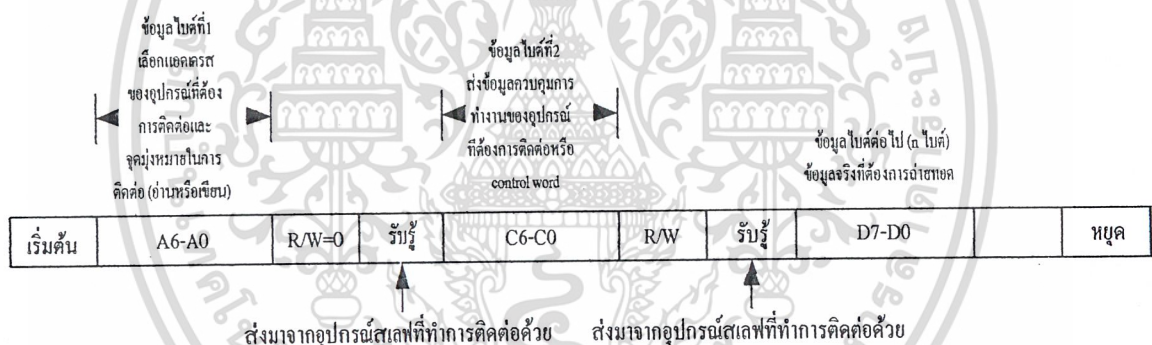 ข้อมูลไบต์ที่1
เลือกแอดเดรส
ของอุปกรณ์ที่ต้อง
การติดต่อและ
จุดมุ่งหมายในการ
ติดต่อ (อ่านหรือเขียน)
ข้อมูลไบต์ที่2
ส่งข้อมูลควบคุมการ
ทำงานของอุปกรณ์
ที่ต้องการติดต่อหรือ
control word
ข้อมูลไบต์ต่อไป (n ไบต์)
ข้อมูลจริงที่ต้องการถ่ายทอด
เริ่มต้น A6-A0 R/W=0 รับรู้ C6-C0 R/W รับรู้ D7-D0 หยุด
ส่งมาจากอุปกรณ์สเลฟที่ทำการติดต่อด้วย ส่งมาจากอุปกรณ์สเลฟที่ทำการติดต่อด้วย